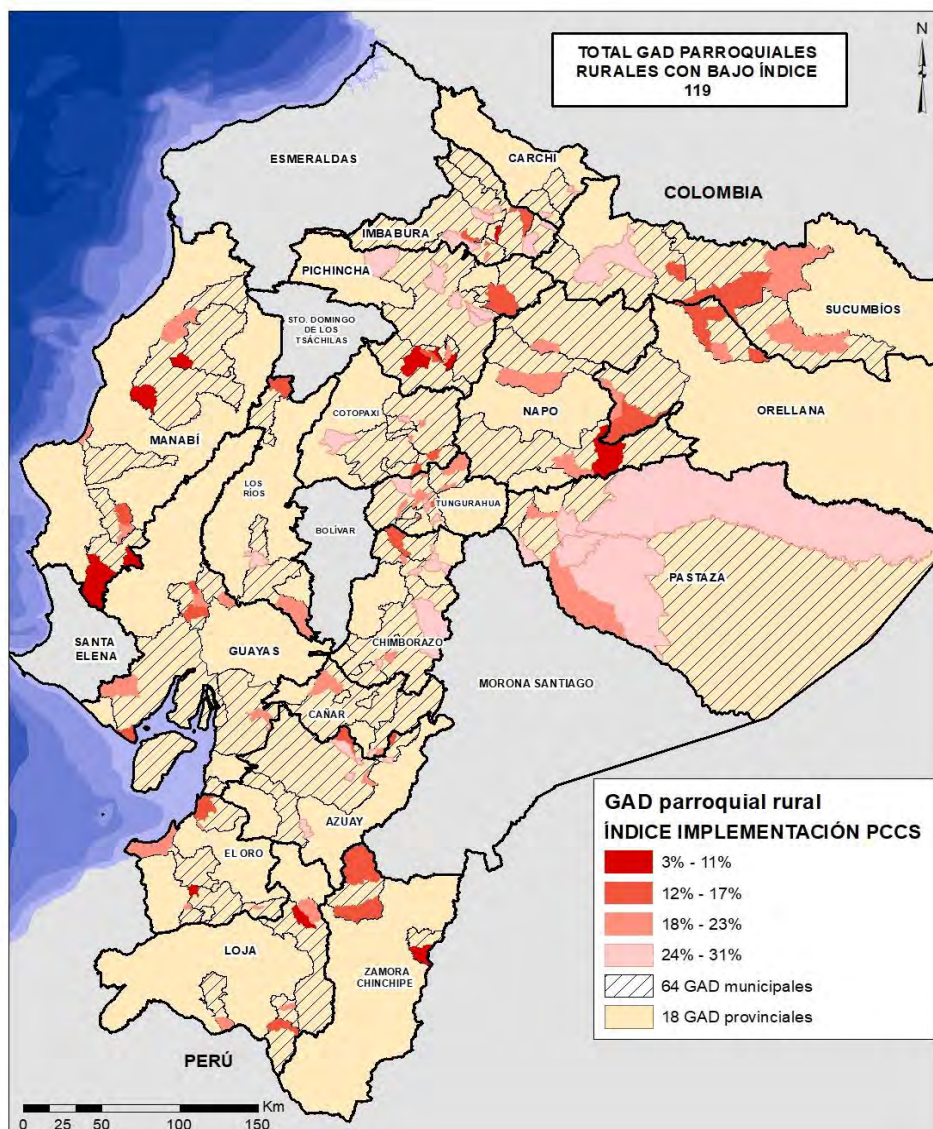 TOTAL GAD PARROQUIALES
RURALES CON BAJO ÍNDICE
119
N
ESMERALDAS
CARCHI
COLOMBIA
IMBABURA
PICHINCHA
SUCUMBÍOS
STO. DOMINGO
DE LOS
TSÁCHILAS
COTOPAXI
NAPO
ORELLANA
MANABÍ
LOS
RÍOS
TUNGURAHUA
BOLÍVAR
PASTAZA
SANTA
ELENA
GUAYAS
CHIMBORAZO
MORONA SANTIAGO
CAÑAR
AZUAY
EL ORO
LOJA
ZAMORA
CHINCHIPE
PERÚ
GAD parroquial rural
ÍNDICE IMPLEMENTACIÓN PCCS
3% - 11%
12% - 17%
18% - 23%
24% - 31%
64 GAD municipales
18 GAD provinciales
Km
0 25 50 100 150